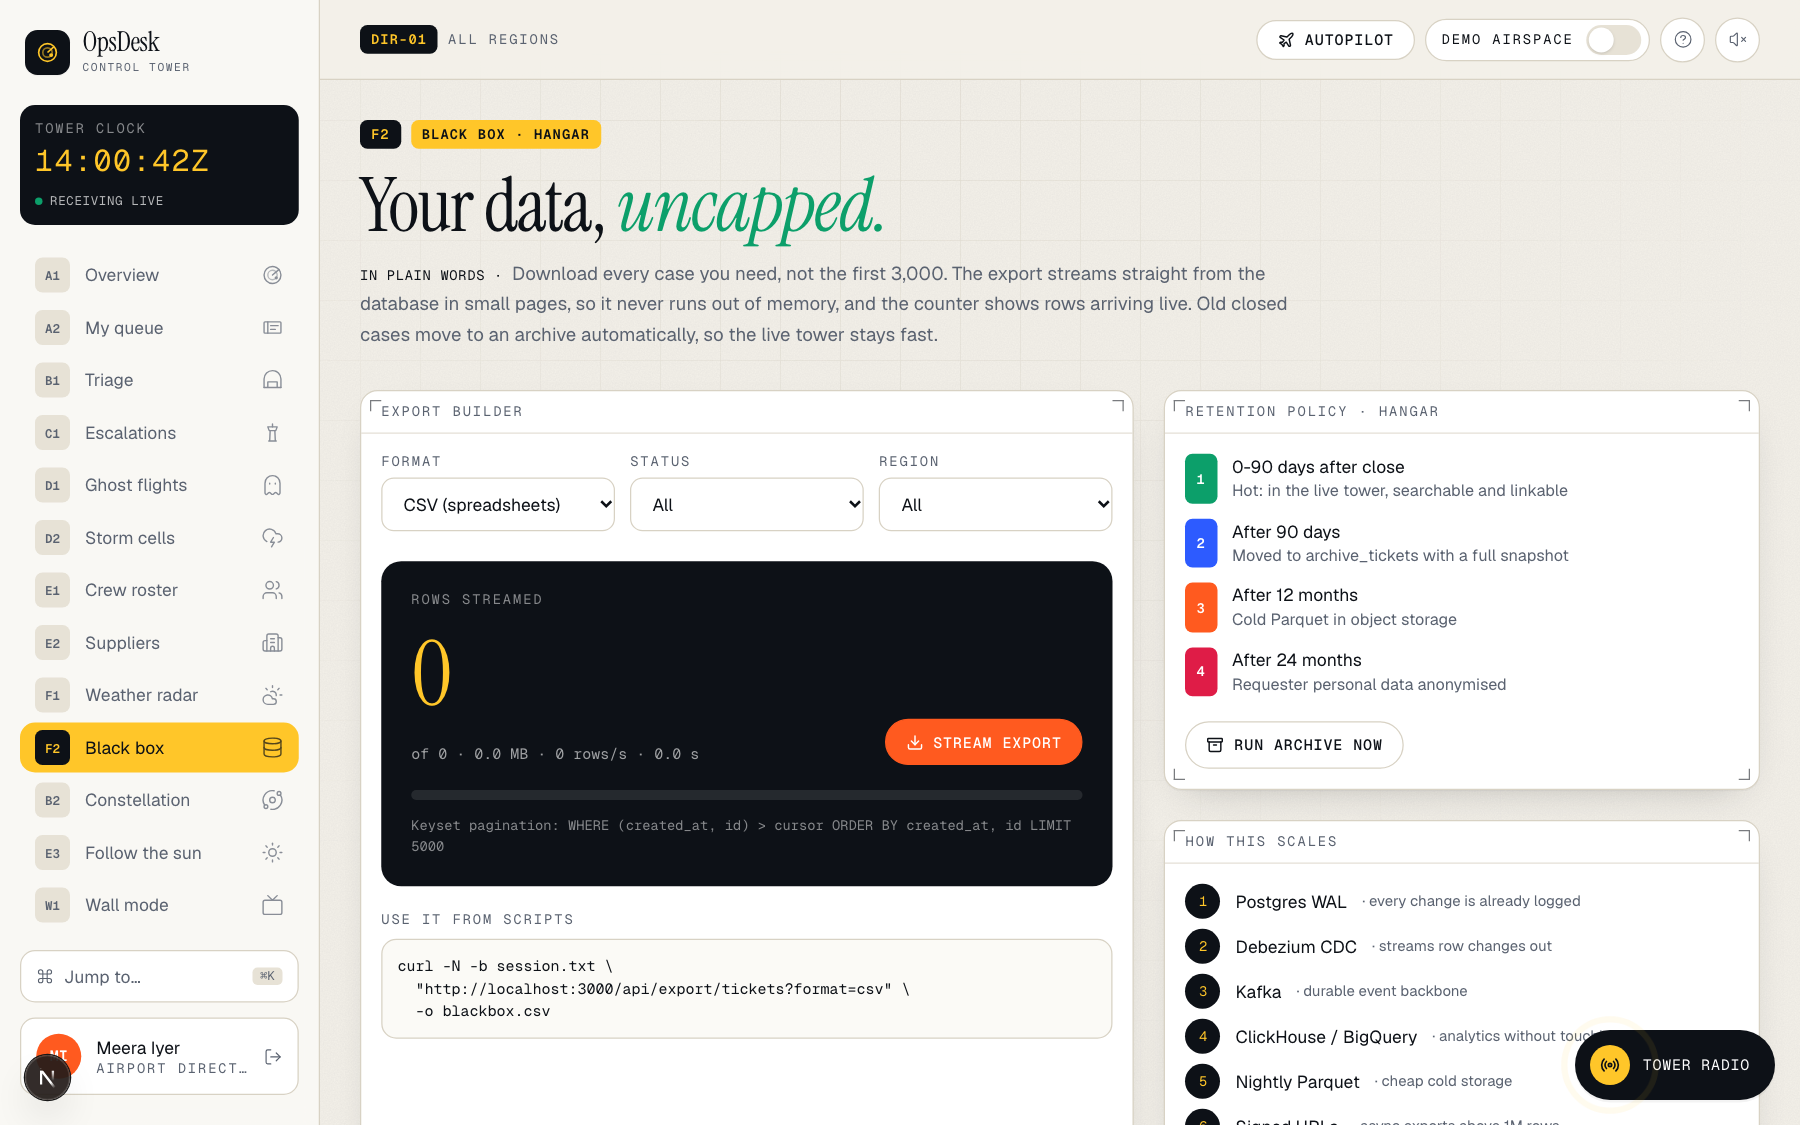 OpsDesk
CONTROL TOWER
TOWER CLOCK
14:00:42Z
RECEIVING LIVE
A1 Overview
A2 My queue
B1 Triage
C1 Escalations
D1 Ghost flights
D2 Storm cells
E1 Crew roster
E2 Suppliers
F1 Weather radar
F2 Black box
B2 Constellation
E3 Follow the sun
W1 Wall mode
⌘ Jump to… ⌘K
Meera Iyer
AIRPORT DIRECT…
N
DIR-01 ALL REGIONS
AUTOPILOT
DEMO AIRSPACE
F2 BLACK BOX · HANGAR
Your data, uncapped.
IN PLAIN WORDS · Download every case you need, not the first 3,000. The export streams straight from the
database in small pages, so it never runs out of memory, and the counter shows rows arriving live. Old closed
cases move to an archive automatically, so the live tower stays fast.
EXPORT BUILDER
FORMAT STATUS REGION
CSV (spreadsheets) All All
ROWS STREAMED
0
of 0 · 0.0 MB · 0 rows/s · 0.0 s
STREAM EXPORT
Keyset pagination: WHERE (created_at, id) > cursor ORDER BY created_at, id LIMIT
5000
USE IT FROM SCRIPTS
curl -N -b session.txt \
"http://localhost:3000/api/export/tickets?format=csv" \
-o blackbox.csv
RETENTION POLICY · HANGAR
1 0-90 days after close
Hot: in the live tower, searchable and linkable
2 After 90 days
Moved to archive_tickets with a full snapshot
3 After 12 months
Cold Parquet in object storage
4 After 24 months
Requester personal data anonymised
RUN ARCHIVE NOW
HOW THIS SCALES
1 Postgres WAL · every change is already logged
2 Debezium CDC · streams row changes out
3 Kafka · durable event backbone
4 ClickHouse / BigQuery · analytics without
5 Nightly Parquet · cheap cold storage
TOWER RADIO